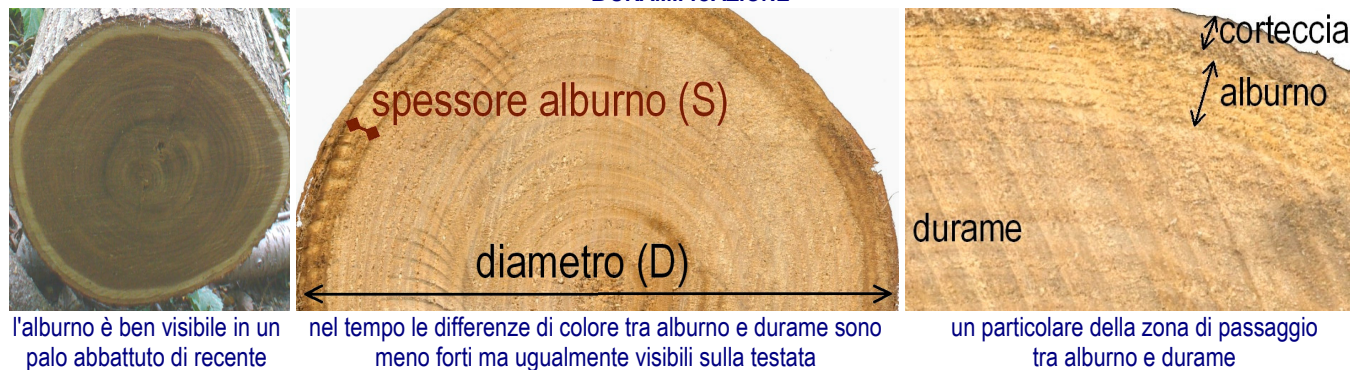 spessore alburno (S)
diametro (D)
corteccia
alburno
durame
l'alburno è ben visibile in un
palo abbattuto di recente
nel tempo le differenze di colore tra alburno e durame sono
meno forti ma ugualmente visibili sulla testata
un particolare della zona di passaggio
tra alburno e durame